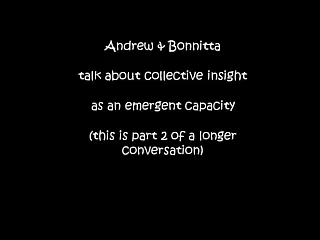 Andrew & Bonnitta
talk about collective insight
as an emergent capacity
(this is part 2 of a longer
conversation)